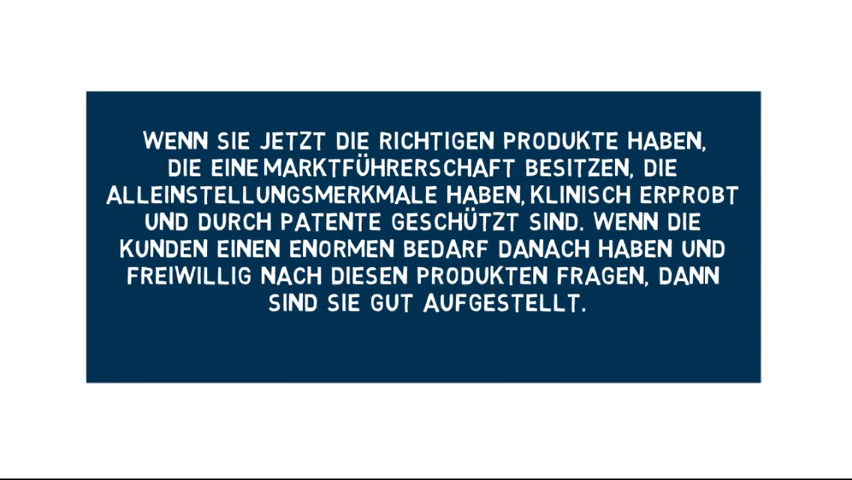 WENN SIE JETZT DIE RICHTIGEN PRODUKTE HABEN,
DIE EINE MARKTFÜHRERSCHAFT BESITZEN, DIE
ALLEINSTELLUNGSMERKMALE HABEN, KLINISCH ERPROBT
UND DURCH PATENTE GESCHÜTZT SIND. WENN DIE
KUNDEN EINEN ENORMEN BEDARF DANACH HABEN UND
FREIWILLIG NACH DIESEN PRODUKTEN FRAGEN, DANN
SIND SIE GUT AUFGESTELLT.